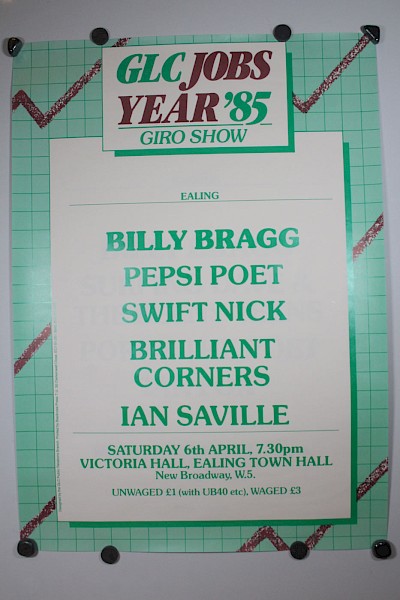 GLC JOBS
YEAR '85
GIRO SHOW
EALING
BILLY BRAGG
PEPSI POET
SWIFT NICK
BRILLIANT
CORNERS
IAN SAVILLE
SATURDAY 6th APRIL, 7.30pm
VICTORIA HALL, EALING TOWN HALL
New Broadway, W.5.
UNWAGED £1 (with UB40 etc), WAGED £3